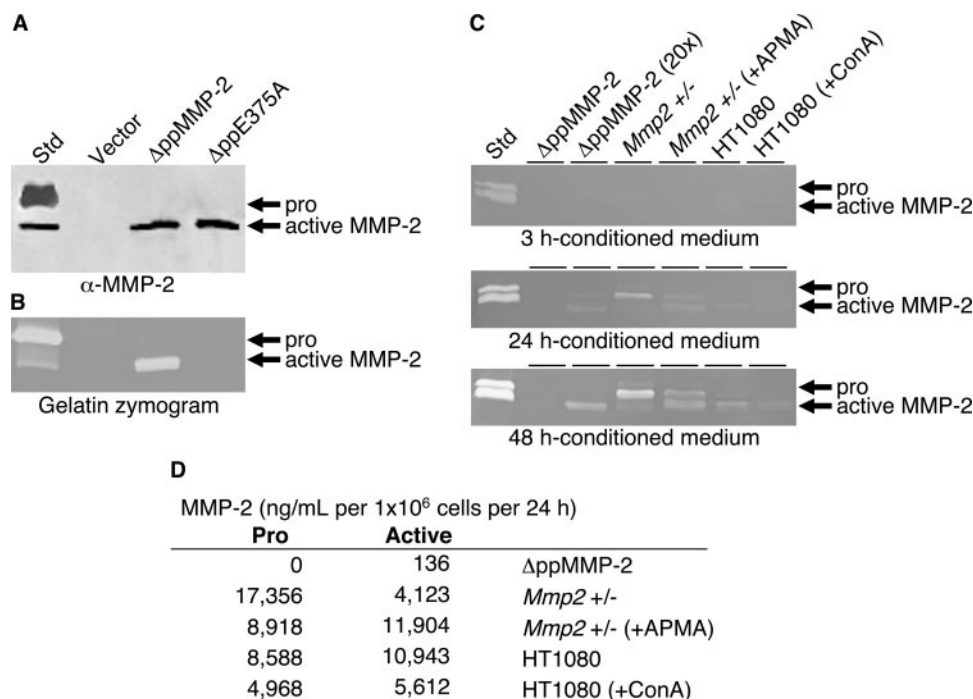 A
Std
Vector
ΔppMMP-2
ΔppE375A
pro
active MMP-2
α-MMP-2
B
pro
active MMP-2
Gelatin zymogram
C
Std
ΔppMMP-2
ΔppMMP-2 (20x)
Mmp2 +/-
Mmp2 +/- (+APMA)
HT1080
HT1080 (+ConA)
pro
active MMP-2
3 h-conditioned medium
pro
active MMP-2
24 h-conditioned medium
pro
active MMP-2
48 h-conditioned medium
D
MMP-2 (ng/mL per 1x10⁶ cells per 24 h)
Pro Active
0 136 ΔppMMP-2
17,356 4,123 Mmp2 +/-
8,918 11,904 Mmp2 +/- (+APMA)
8,588 10,943 HT1080
4,968 5,612 HT1080 (+ConA)